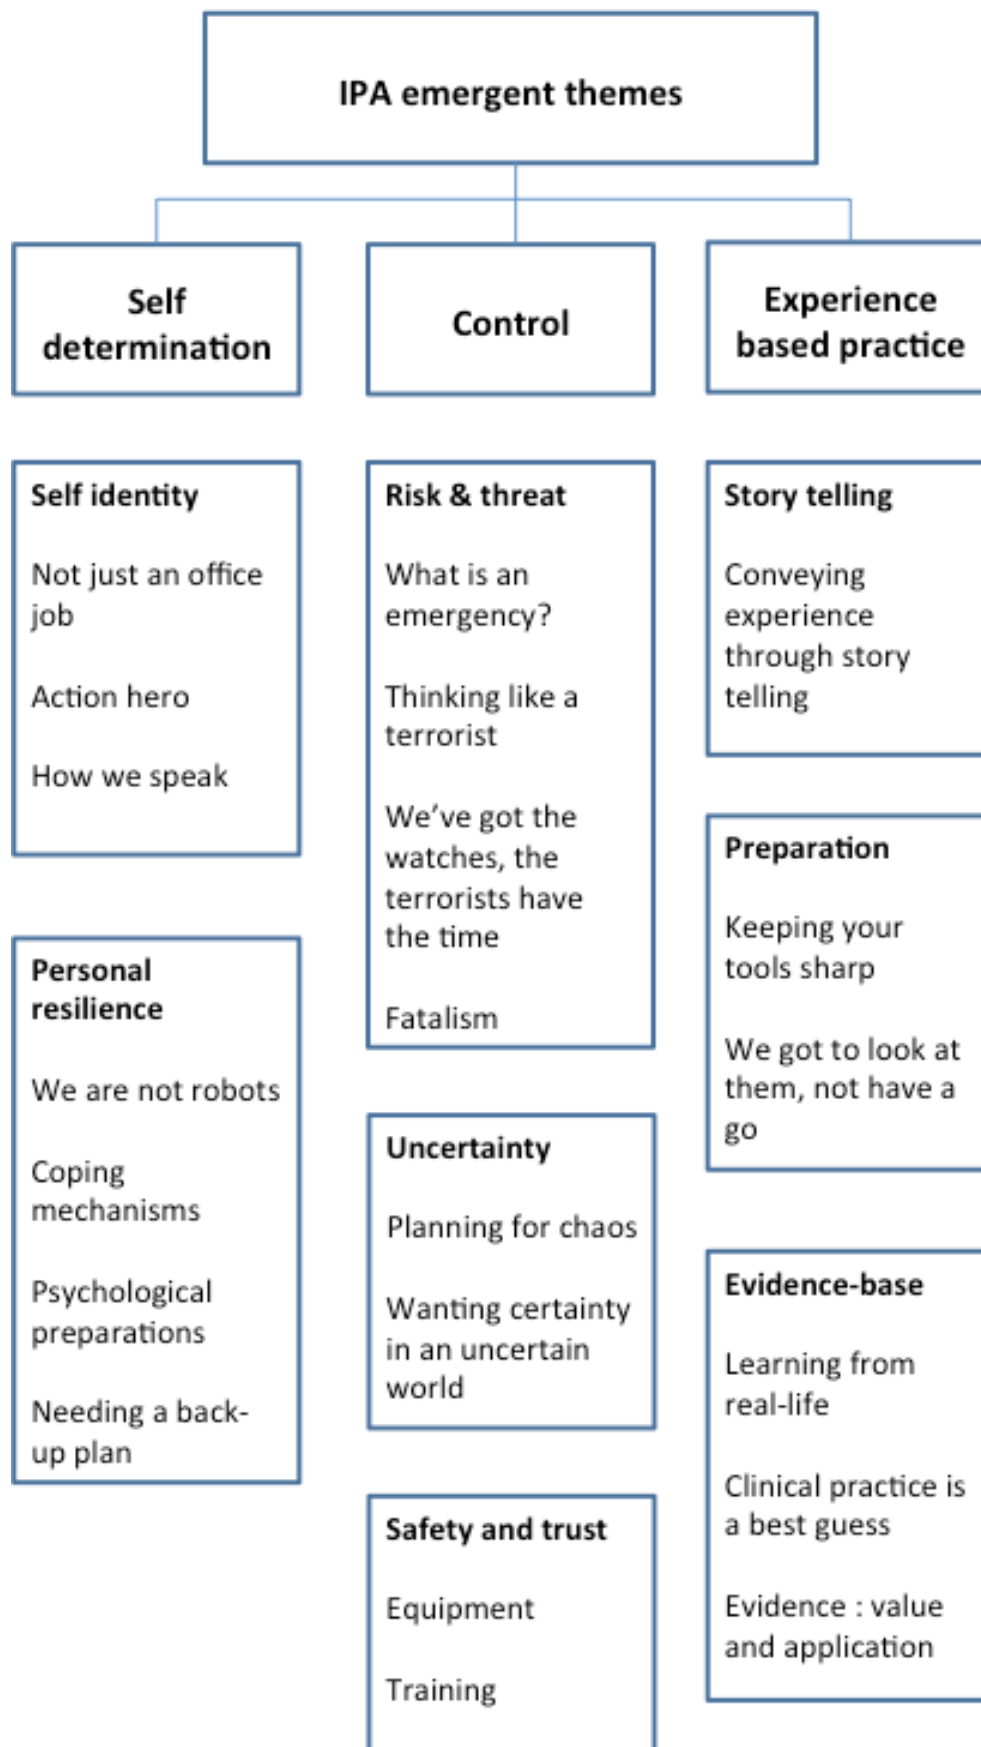 IPA emergent themes
Self
determination
Control
Experience
based practice
Self identity
Not just an office
job
Action hero
How we speak
Personal
resilience
We are not robots
Coping
mechanisms
Psychological
preparations
Needing a back-
up plan
Risk & threat
What is an
emergency?
Thinking like a
terrorist
We’ve got the
watches, the
terrorists have
the time
Fatalism
Uncertainty
Planning for chaos
Wanting certainty
in an uncertain
world
Safety and trust
Equipment
Training
Story telling
Conveying
experience
through story
telling
Preparation
Keeping your
tools sharp
We got to look at
them, not have a
go
Evidence-base
Learning from
real-life
Clinical practice is
a best guess
Evidence : value
and application